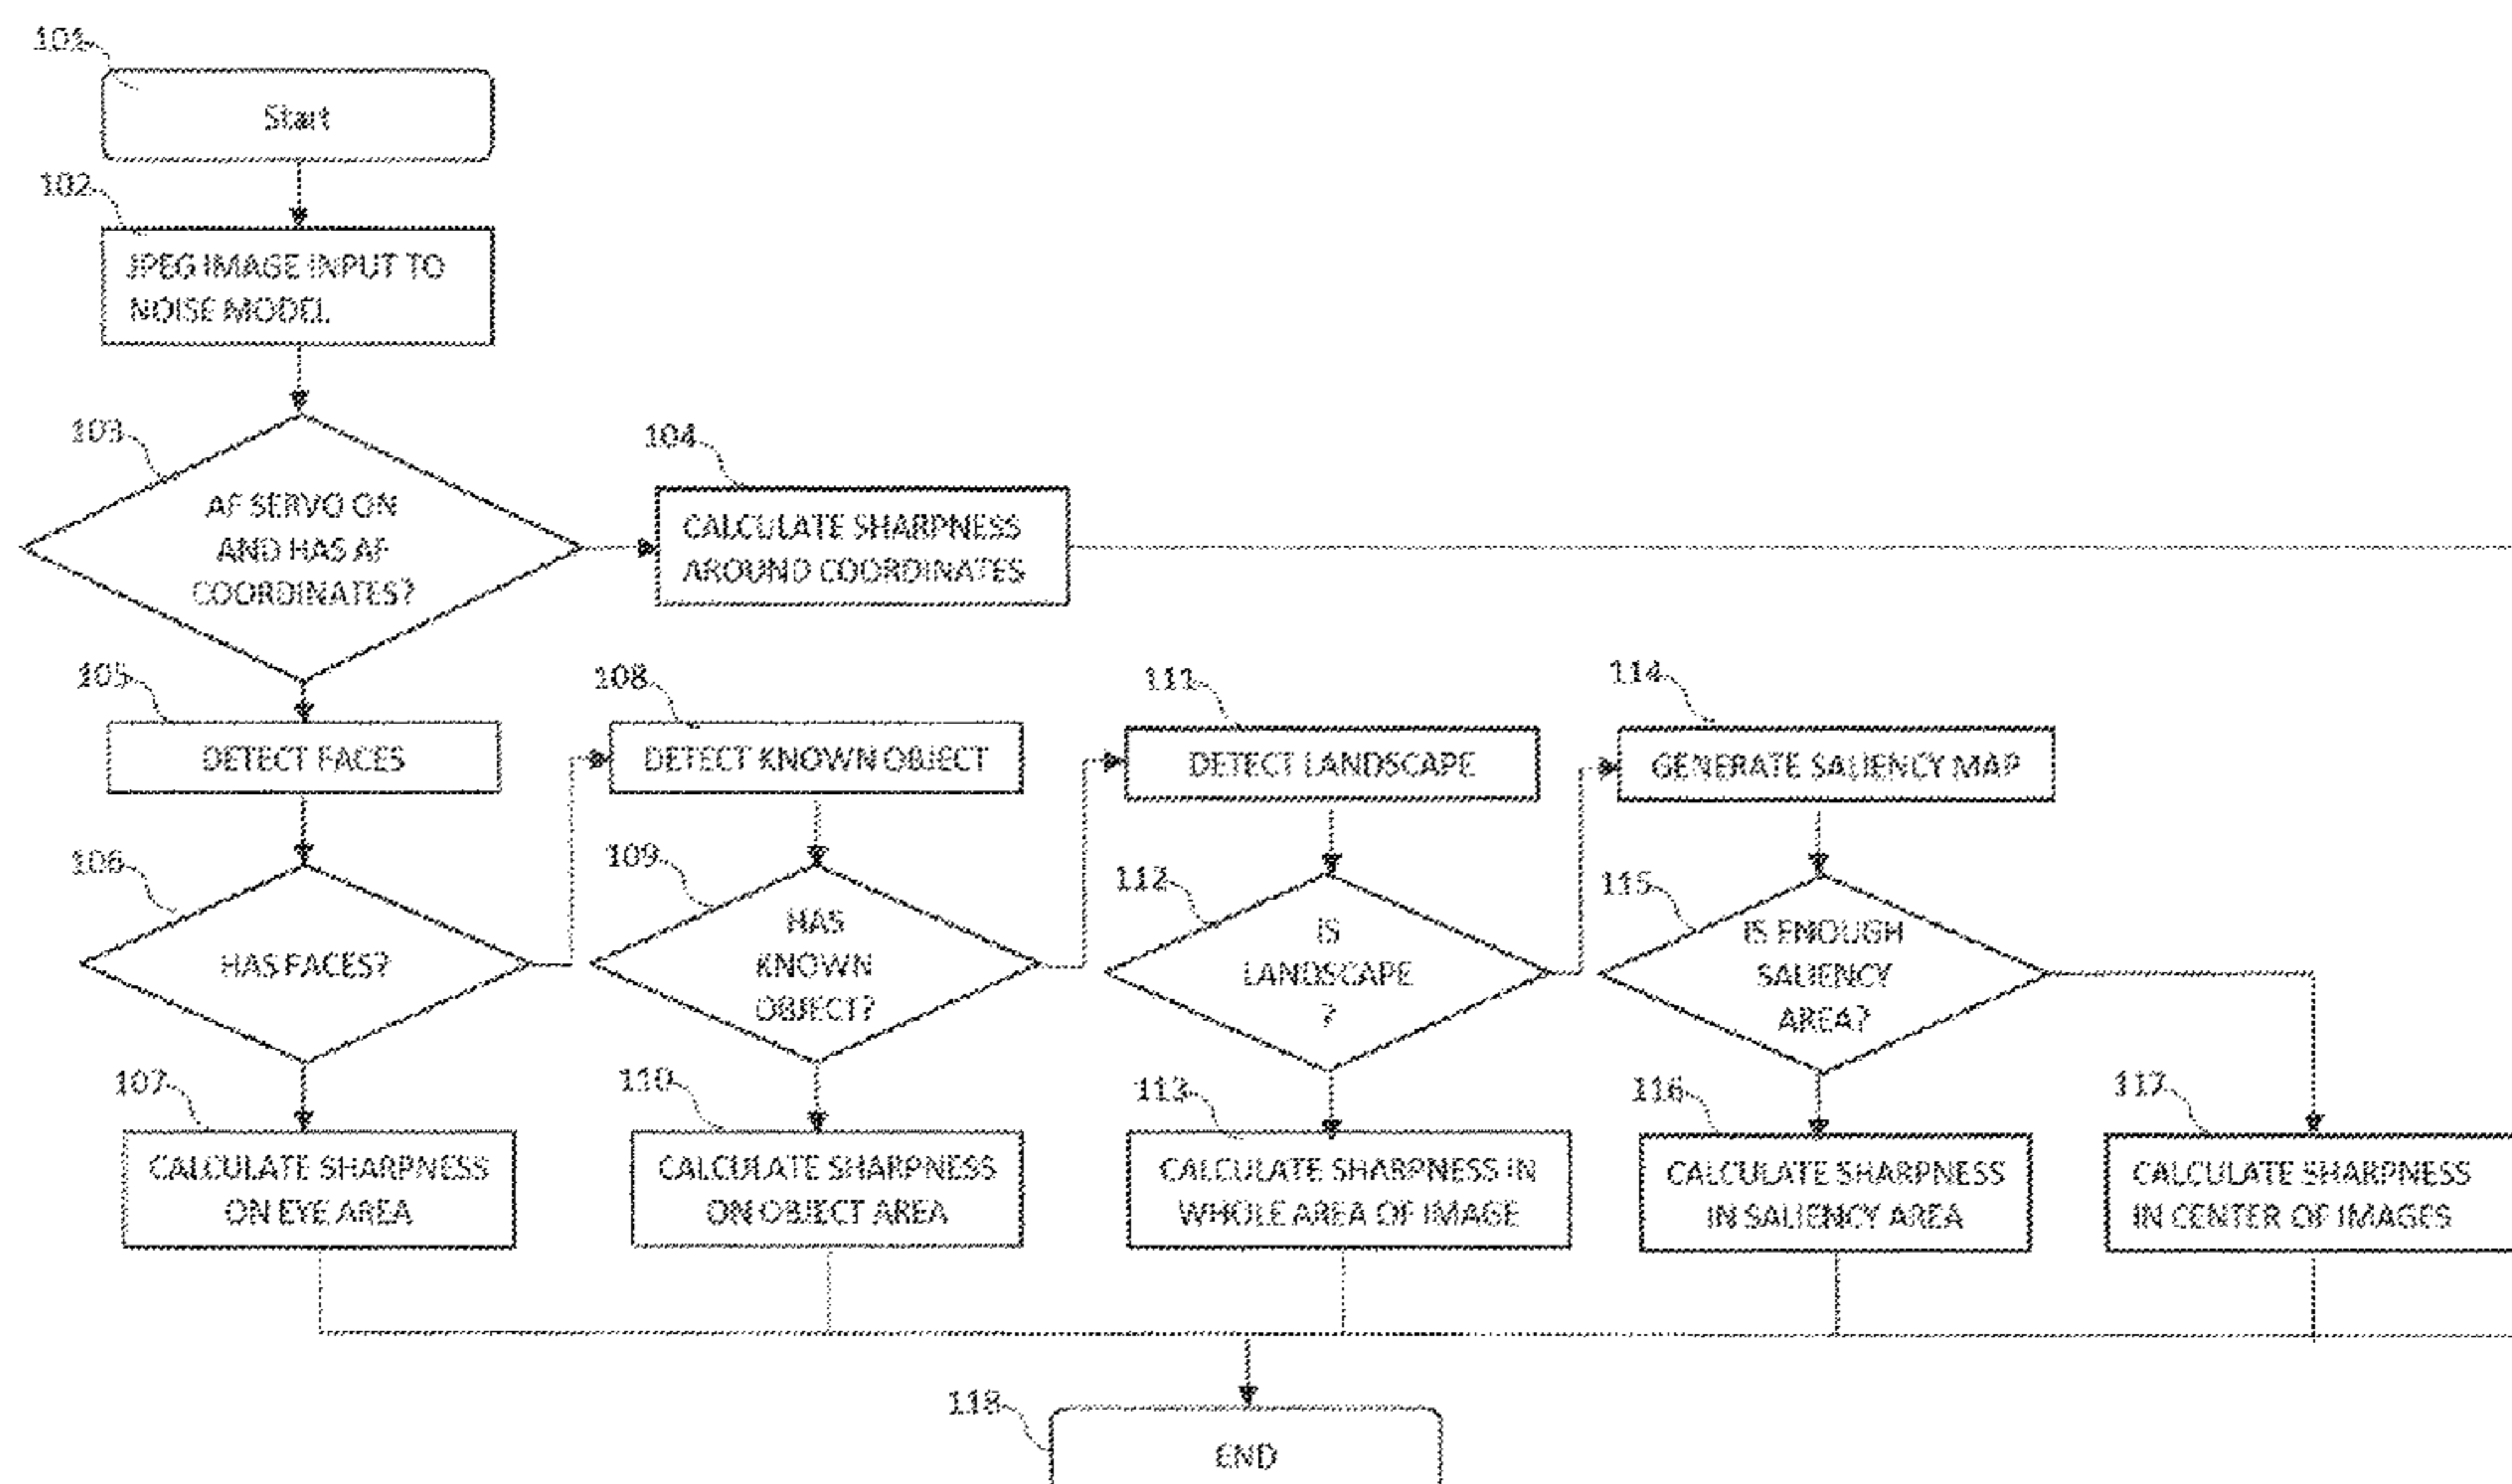 101
Start
102
JPEG IMAGE INPUT TO
NOISE MODEL
103
AF SERVO ON
AND HAS AF
COORDINATES?
104
CALCULATE SHARPNESS
AROUND COORDINATES
105
DETECT FACES
106
HAS FACES?
107
CALCULATE SHARPNESS
ON EYE AREA
108
DETECT KNOWN OBJECT
109
HAS
KNOWN
OBJECT?
110
CALCULATE SHARPNESS
ON OBJECT AREA
111
DETECT LANDSCAPE
112
IS
LANDSCAPE
?
113
CALCULATE SHARPNESS IN
WHOLE AREA OF IMAGE
114
GENERATE SALIENCY MAP
115
IS ENOUGH
SALIENCY
AREA?
116
CALCULATE SHARPNESS
IN SALIENCY AREA
117
CALCULATE SHARPNESS
IN CENTER OF IMAGES
118
END